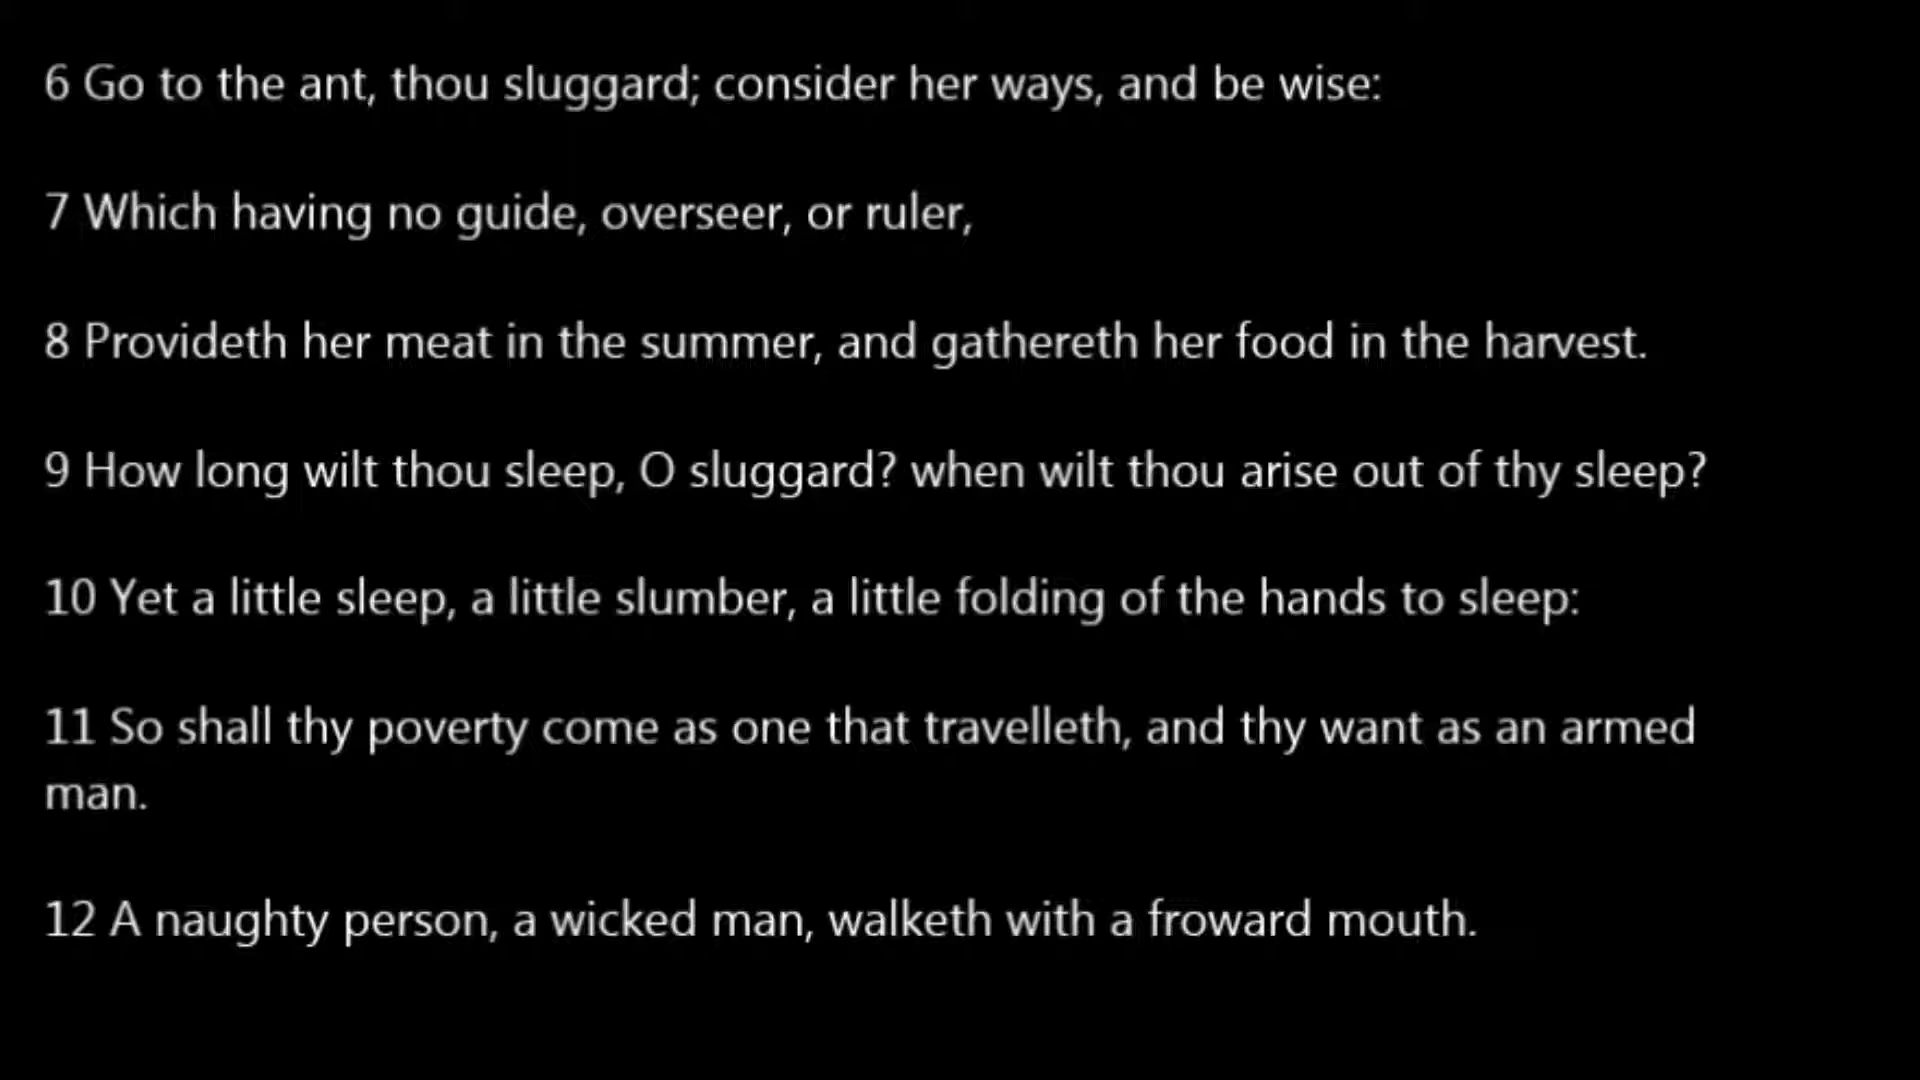 6 Go to the ant, thou sluggard; consider her ways, and be wise:
7 Which having no guide, overseer, or ruler,
8 Provideth her meat in the summer, and gathereth her food in the harvest.
9 How long wilt thou sleep, O sluggard? when wilt thou arise out of thy sleep?
10 Yet a little sleep, a little slumber, a little folding of the hands to sleep:
11 So shall thy poverty come as one that travelleth, and thy want as an armed
man.
12 A naughty person, a wicked man, walketh with a froward mouth.